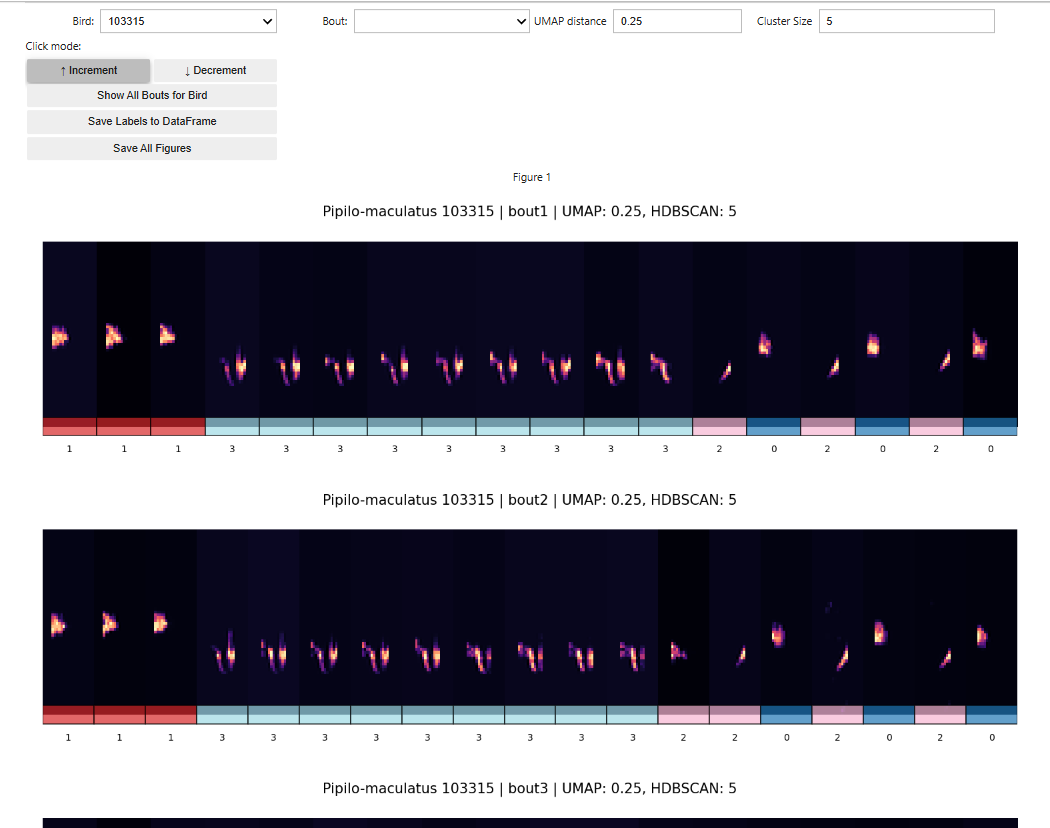 Bird: 103315 Bout: UMAP distance 0.25 Cluster Size 5
Click mode:
↑ Increment ↓ Decrement
Show All Bouts for Bird
Save Labels to DataFrame
Save All Figures
Figure 1
Pipilo-maculatus 103315 | bout1 | UMAP: 0.25, HDBSCAN: 5
1 1 1 3 3 3 3 3 3 3 3 3 2 0 2 0 2 0
Pipilo-maculatus 103315 | bout2 | UMAP: 0.25, HDBSCAN: 5
1 1 1 3 3 3 3 3 3 3 3 3 2 2 0 2 0 2 0
Pipilo-maculatus 103315 | bout3 | UMAP: 0.25, HDBSCAN: 5